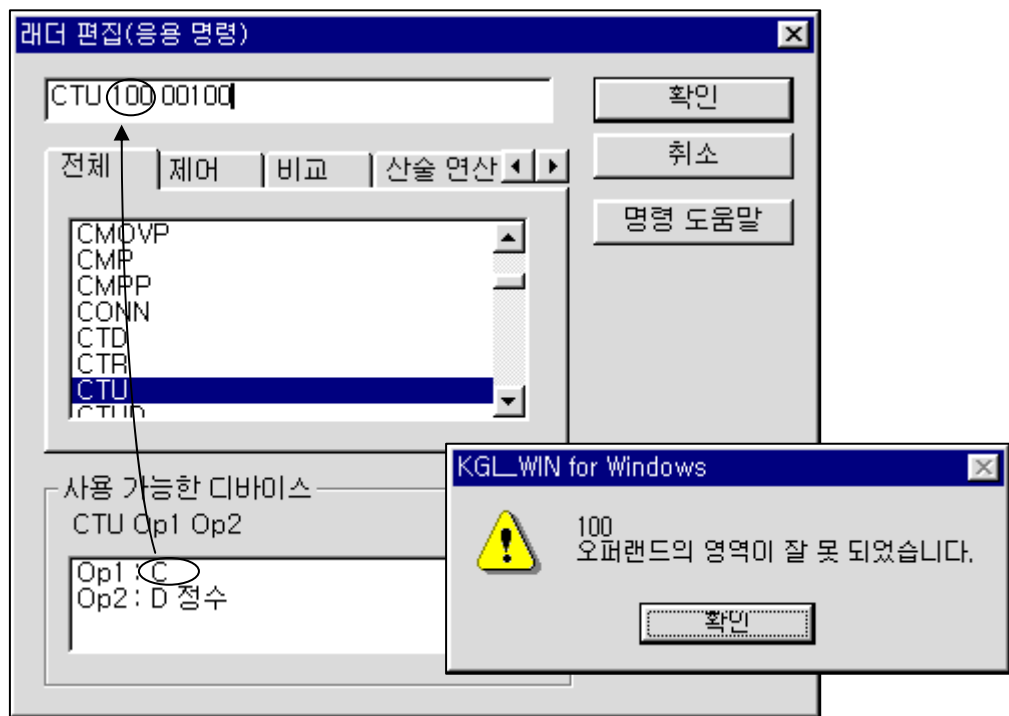 래더 편집(응용 명령)
CTU 100 00100
확인
취소
명령 도움말
전체 제어 비교 산술 연산
CMOVP
CMP
CMPP
CONN
CTD
CTR
CTU
CTUD
사용 가능한 디바이스
CTU Op1 Op2
Op1 : C
Op2 : D 정수
KGL_WIN for Windows
100
오퍼랜드의 영역이 잘 못 되었습니다.
확인